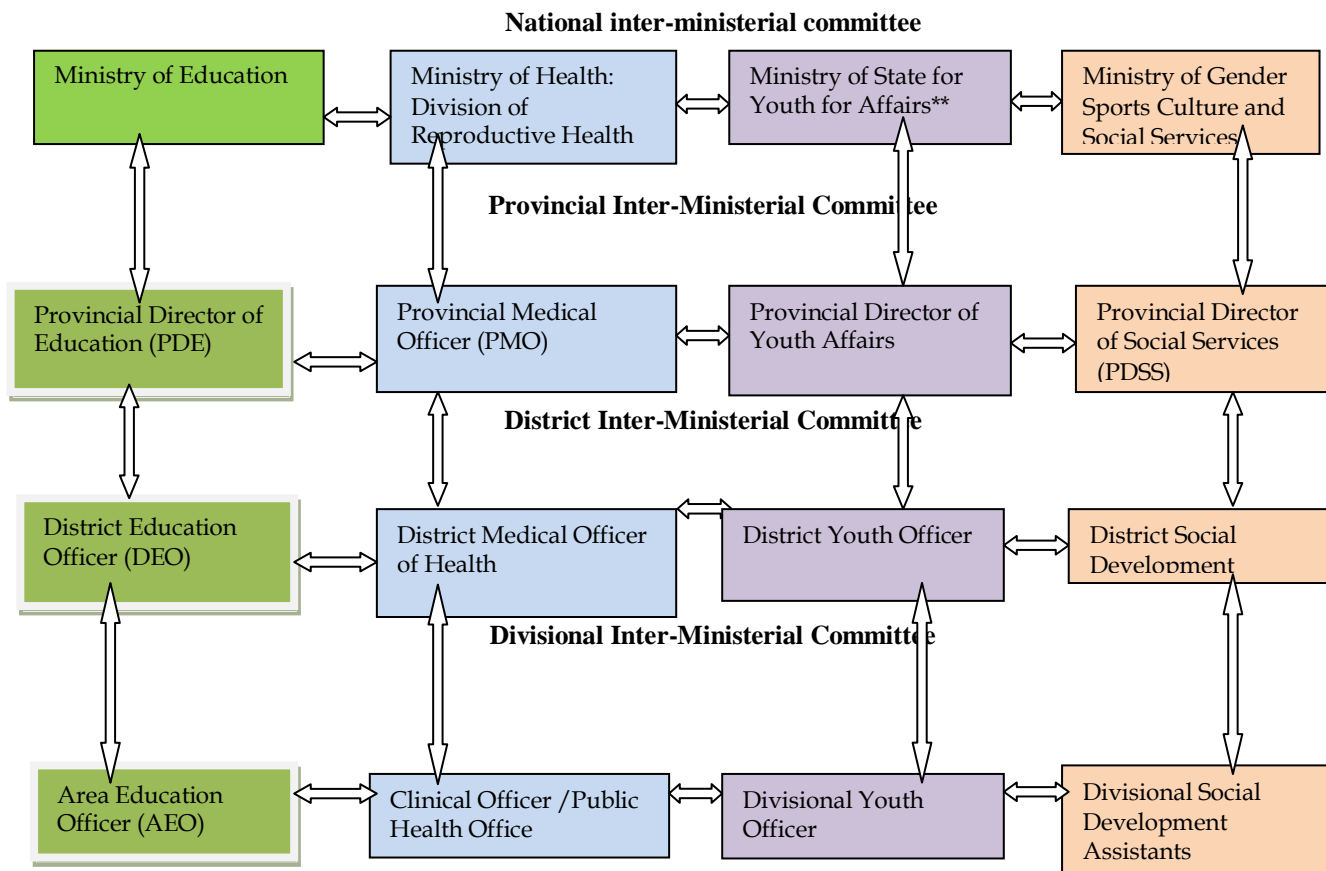 National inter-ministerial committee
Ministry of Education
Ministry of Health:
Division of
Reproductive Health
Ministry of State for
Youth for Affairs**
Ministry of Gender
Sports Culture and
Social Services
Provincial Inter-Ministerial Committee
Provincial Director of
Education (PDE)
Provincial Medical
Officer (PMO)
Provincial Director of
Youth Affairs
Provincial Director
of Social Services
(PDSS)
District Inter-Ministerial Committe
District Education
Officer (DEO)
District Medical Officer
of Health
District Youth Officer
District Social
Development
Divisional Inter-Ministerial Committee
Area Education
Officer (AEO)
Clinical Officer /Public
Health Office
Divisional Youth
Officer
Divisional Social
Development
Assistants